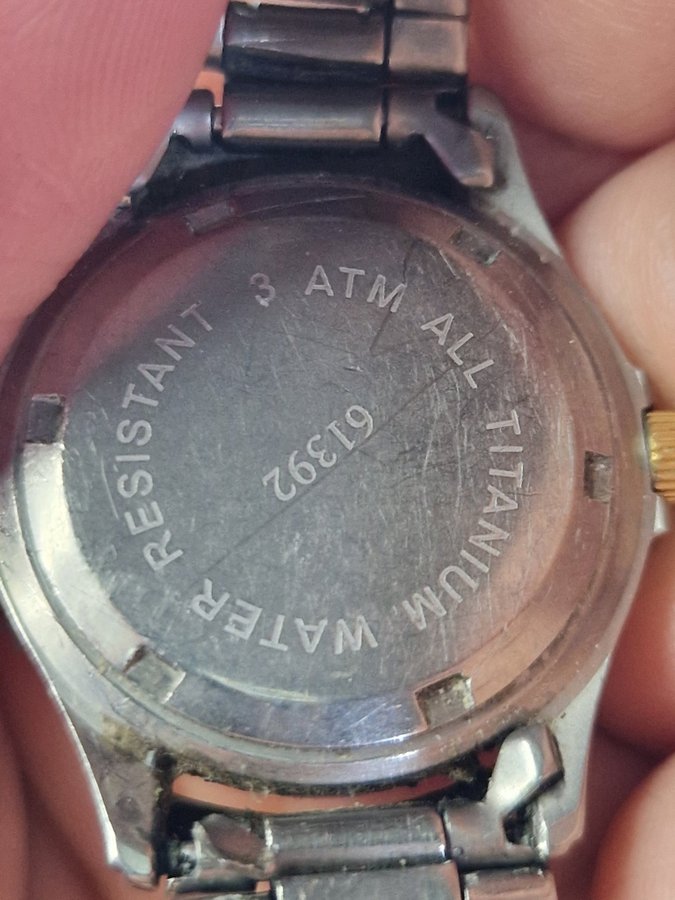 ALL TITANIUM WATER RESISTANT 3 ATM
61392